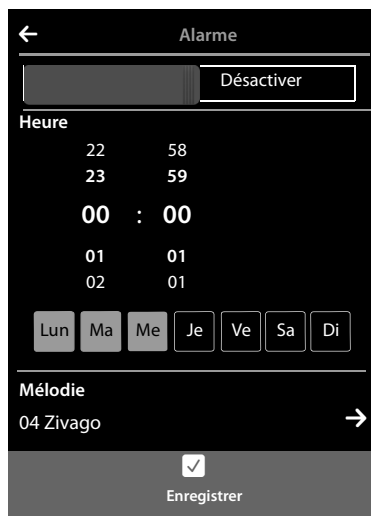 Alarme
Désactiver
Heure
22 58
23 59
00 : 00
01 01
02 01
Lun Ma Me Je Ve Sa Di
Mélodie
04 Zivago
Enregistrer